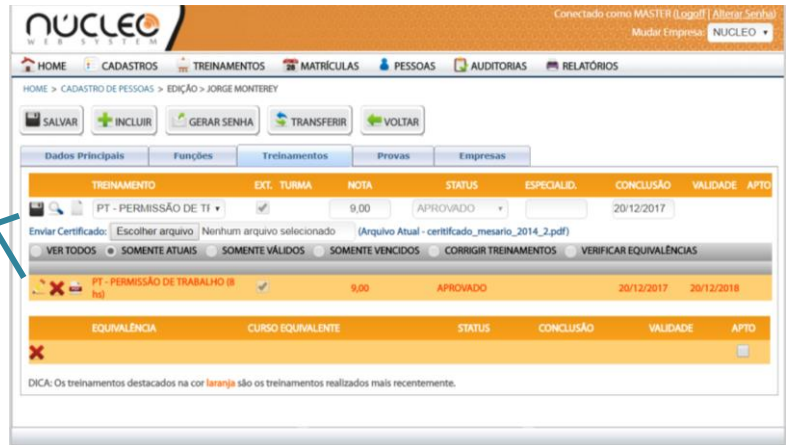 NÚCLEO
WEB SYSTEM
Conectado como MASTER (Logoff | Alterar Senha)
Mudar Empresa: NUCLEO
HOME CADASTROS TREINAMENTOS MATRÍCULAS PESSOAS AUDITORIAS RELATÓRIOS
HOME > CADASTRO DE PESSOAS > EDIÇÃO > JORGE MONTEREY
SALVAR INCLUIR GERAR SENHA TRANSFERIR VOLTAR
Dados Principais Funções Treinamentos Provas Empresas
TREINAMENTO EXT. TURMA NOTA STATUS ESPECIALID. CONCLUSÃO VALIDADE APTO
PT - PERMISSÃO DE TF 9,00 APROVADO 20/12/2017
Enviar Certificado: Escolher arquivo Nenhum arquivo selecionado (Arquivo Atual - ceritifcado_mesario_2014_2.pdf)
VER TODOS SOMENTE ATUAIS SOMENTE VÁLIDOS SOMENTE VENCIDOS CORRIGIR TREINAMENTOS VERIFICAR EQUIVALÊNCIAS
PT - PERMISSÃO DE TRABALHO (8
hs) 9,00 APROVADO 20/12/2017 20/12/2018
EQUIVALÊNCIA CURSO EQUIVALENTE STATUS CONCLUSÃO VALIDADE APTO
DICA: Os treinamentos destacados na cor laranja são os treinamentos realizados mais recentemente.